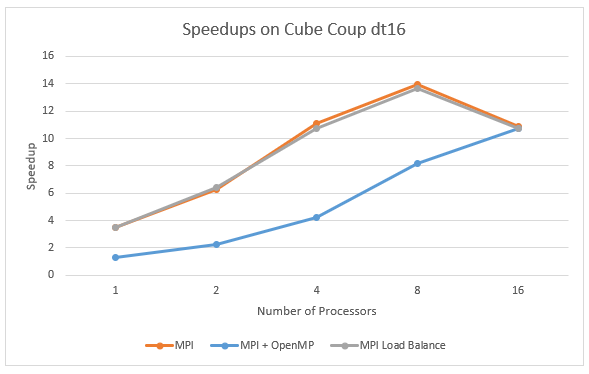 Speedups on Cube Coup dt16
16
14
12
10
8
6
4
2
0
Speedup
1 2 4 8 16
Number of Processors
MPI MPI + OpenMP MPI Load Balance